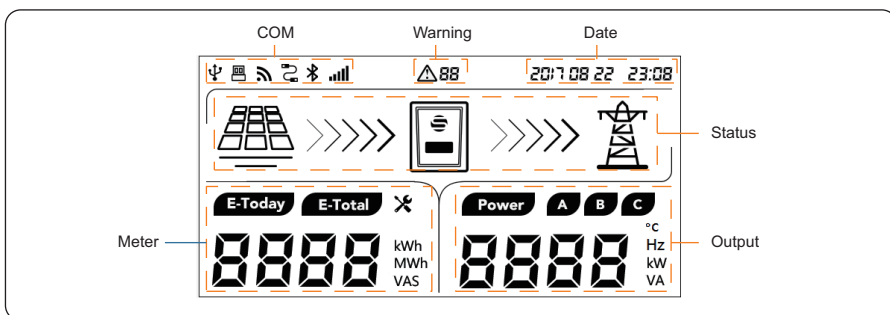 COM Warning Date
88 2017 08 22 23:08
Status
E-Today E-Total Power A B C
Meter 8888 kWh MWh VAS 8888 °C Hz kW VA Output